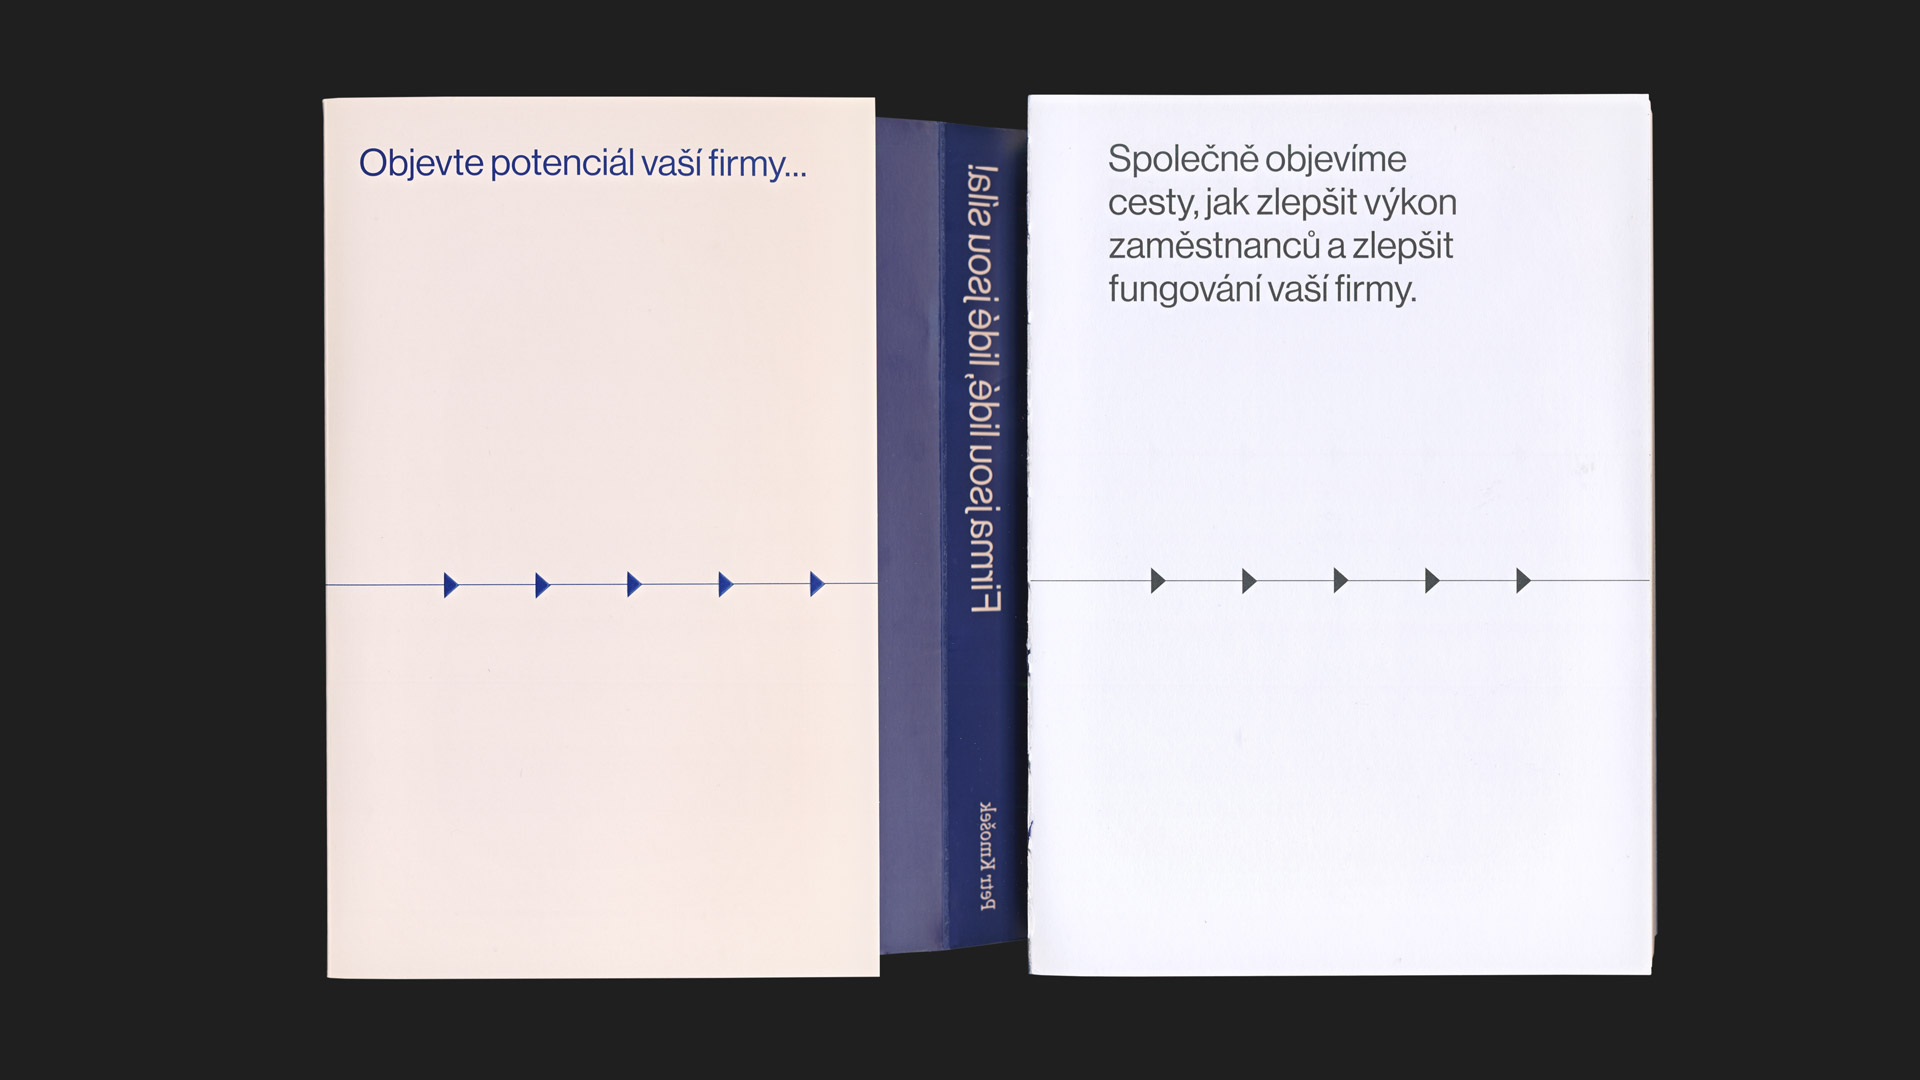 Objevte potenciál vaší firmy...
Firma jsou lidé, lidé jsou síla!
Petr Kmošek
Společně objevíme
cesty, jak zlepšit výkon
zaměstnanců a zlepšit
fungování vaší firmy.